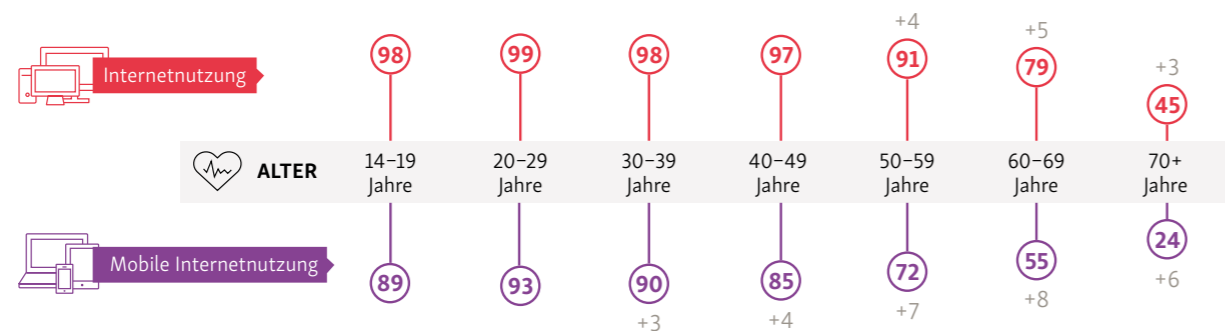 +4
+5
+3
Internetnutzung
98
99
98
97
91
79
45
ALTER
14–19 Jahre
20–29 Jahre
30–39 Jahre
40–49 Jahre
50–59 Jahre
60–69 Jahre
70+ Jahre
Mobile Internetnutzung
89
93
90
85
72
55
24
+3
+4
+7
+8
+6